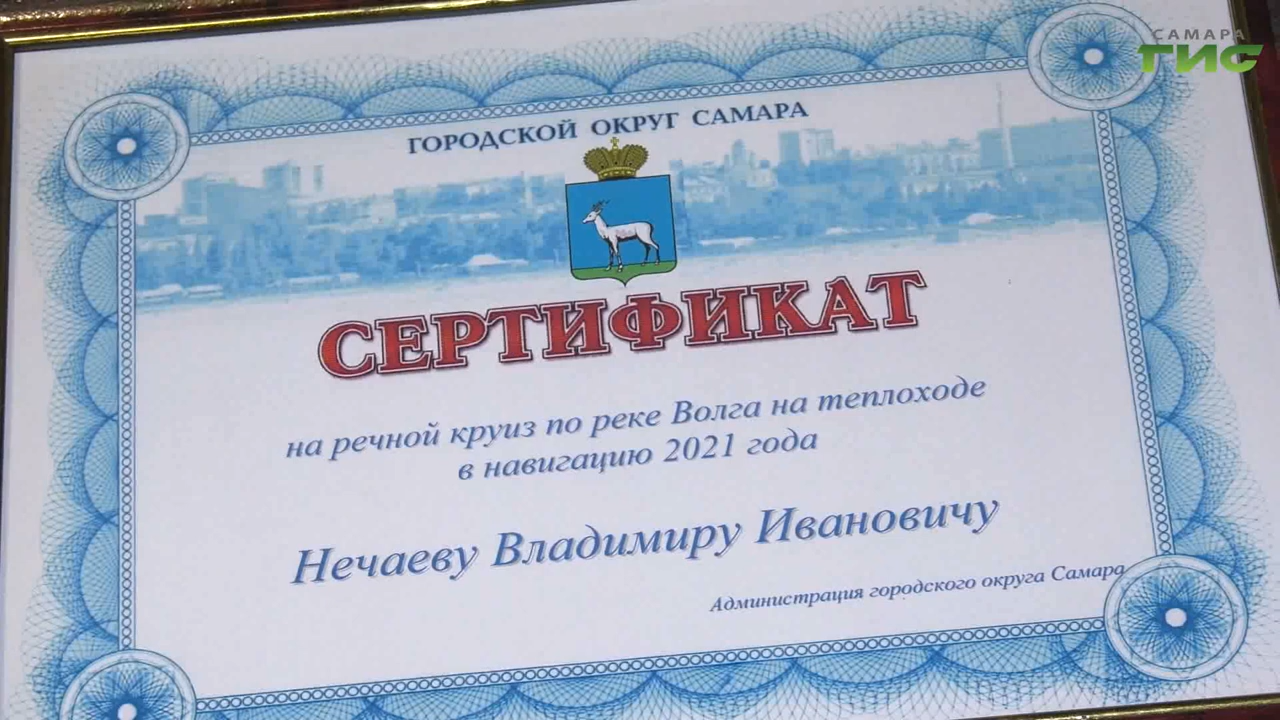 САМАРА
ГИС
ГОРОДСКОЙ ОКРУГ САМАРА
СЕРТИФИКАТ
на речной круиз по реке Волга на теплоходе
в навигацию 2021 года
Нечаеву Владимиру Ивановичу
Администрация городского округа Самара